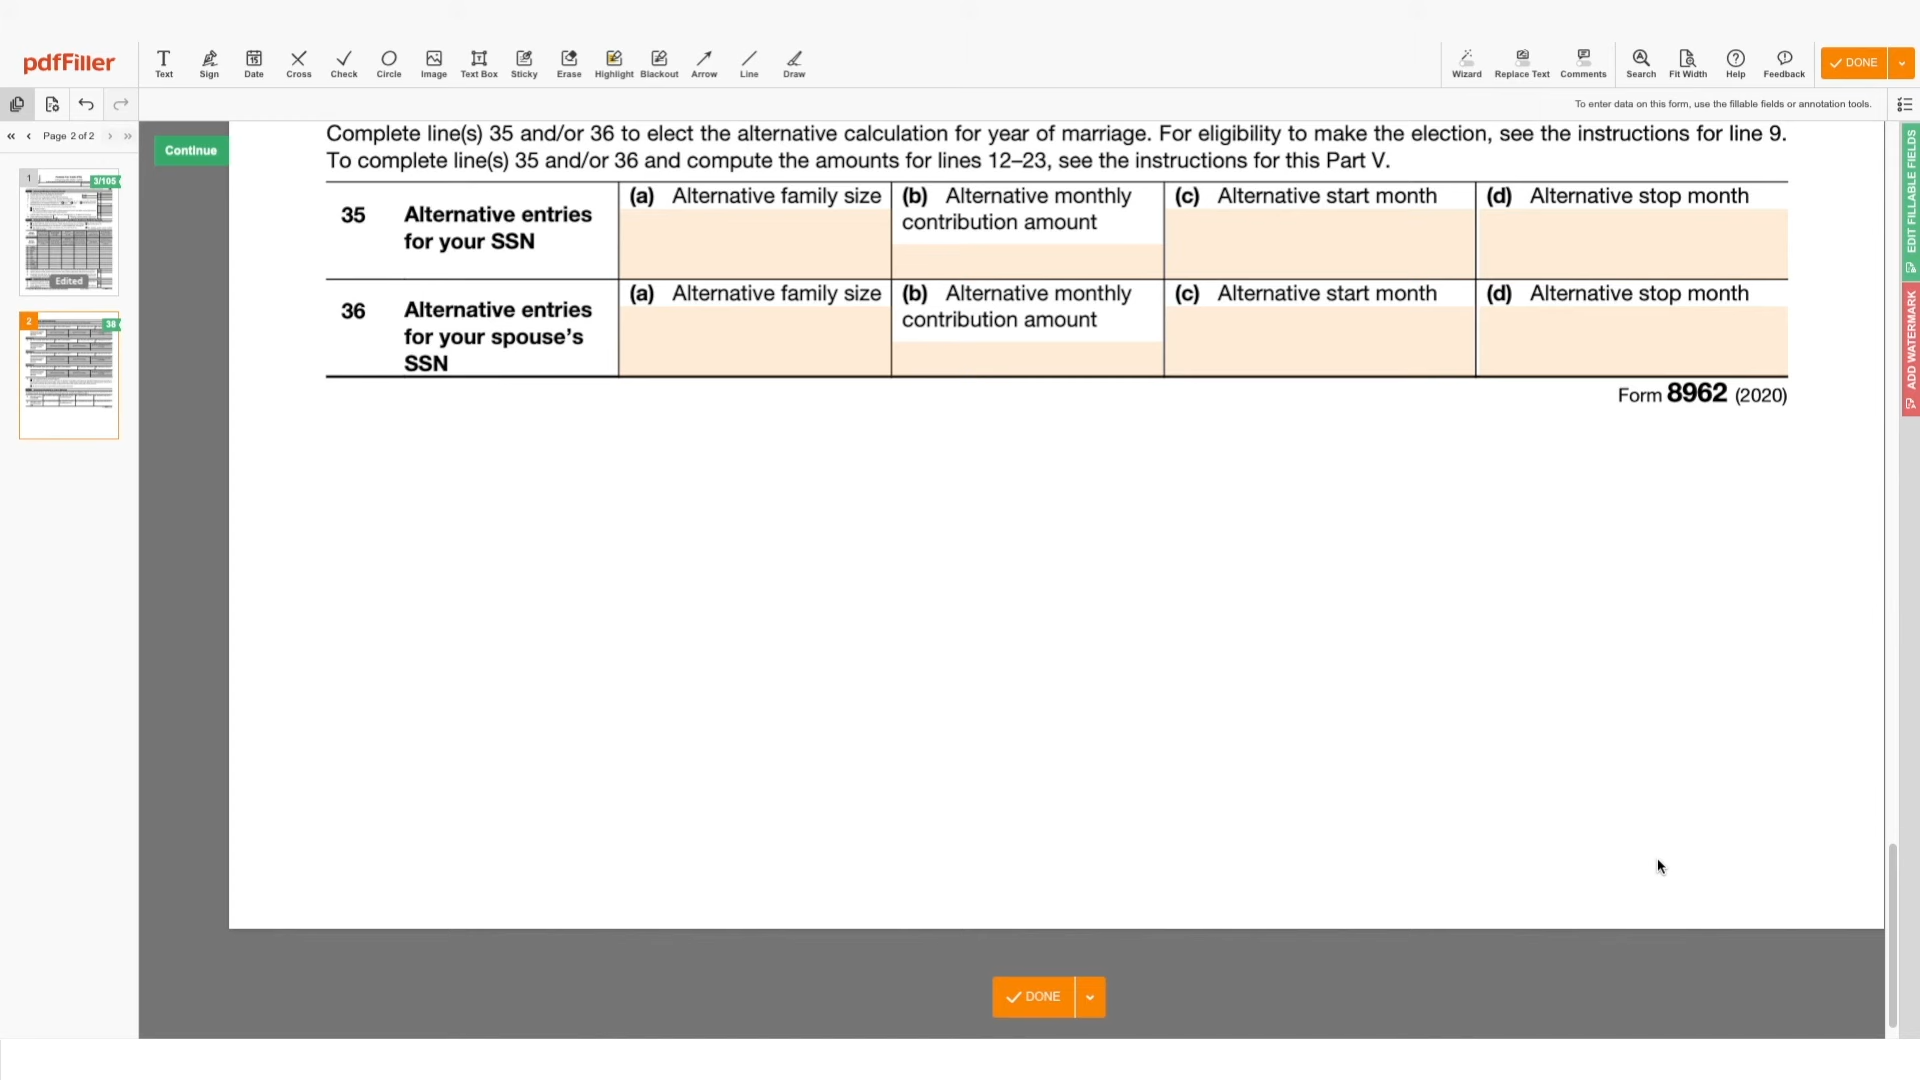 pdfFiller
Text Sign Date Cross Check Circle Image Text Box Sticky Erase Highlight Blackout Arrow Line Draw
Wizard Replace Text Comments Search Fit Width Help Feedback
DONE
To enter data on this form, use the fillable fields or annotation tools.
Page 2 of 2
1
3/105
Edited
2
38
Continue
Complete line(s) 35 and/or 36 to elect the alternative calculation for year of marriage. For eligibility to make the election, see the instructions for line 9.
To complete line(s) 35 and/or 36 and compute the amounts for lines 12–23, see the instructions for this Part V.
35 Alternative entries
for your SSN
(a) Alternative family size
(b) Alternative monthly
contribution amount
(c) Alternative start month
(d) Alternative stop month
36 Alternative entries
for your spouse's
SSN
(a) Alternative family size
(b) Alternative monthly
contribution amount
(c) Alternative start month
(d) Alternative stop month
Form 8962 (2020)
EDIT FILLABLE FIELDS
ADD WATERMARK
DONE